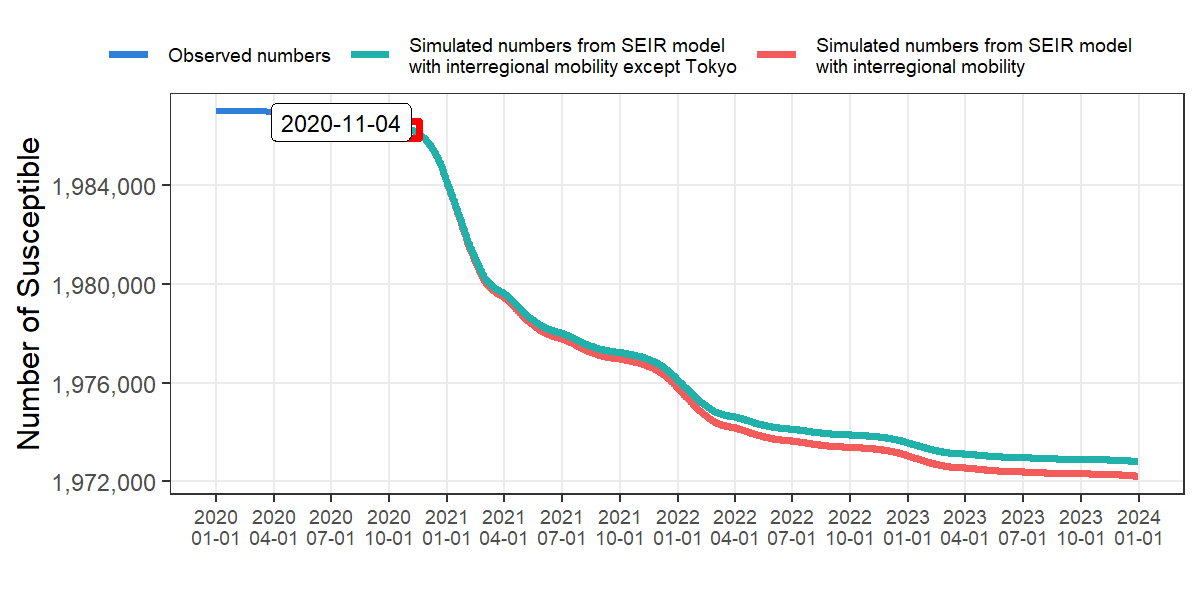 Observed numbers
Simulated numbers from SEIR model
with interregional mobility except Tokyo
Simulated numbers from SEIR model
with interregional mobility
Number of Susceptible
2020-11-04
1,984,000
1,980,000
1,976,000
1,972,000
2020 2020 2020 2020 2021 2021 2021 2021 2022 2022 2022 2022 2023 2023 2023 2023 2024
01-01 04-01 07-01 10-01 01-01 04-01 07-01 10-01 01-01 04-01 07-01 10-01 01-01 04-01 07-01 10-01 01-01